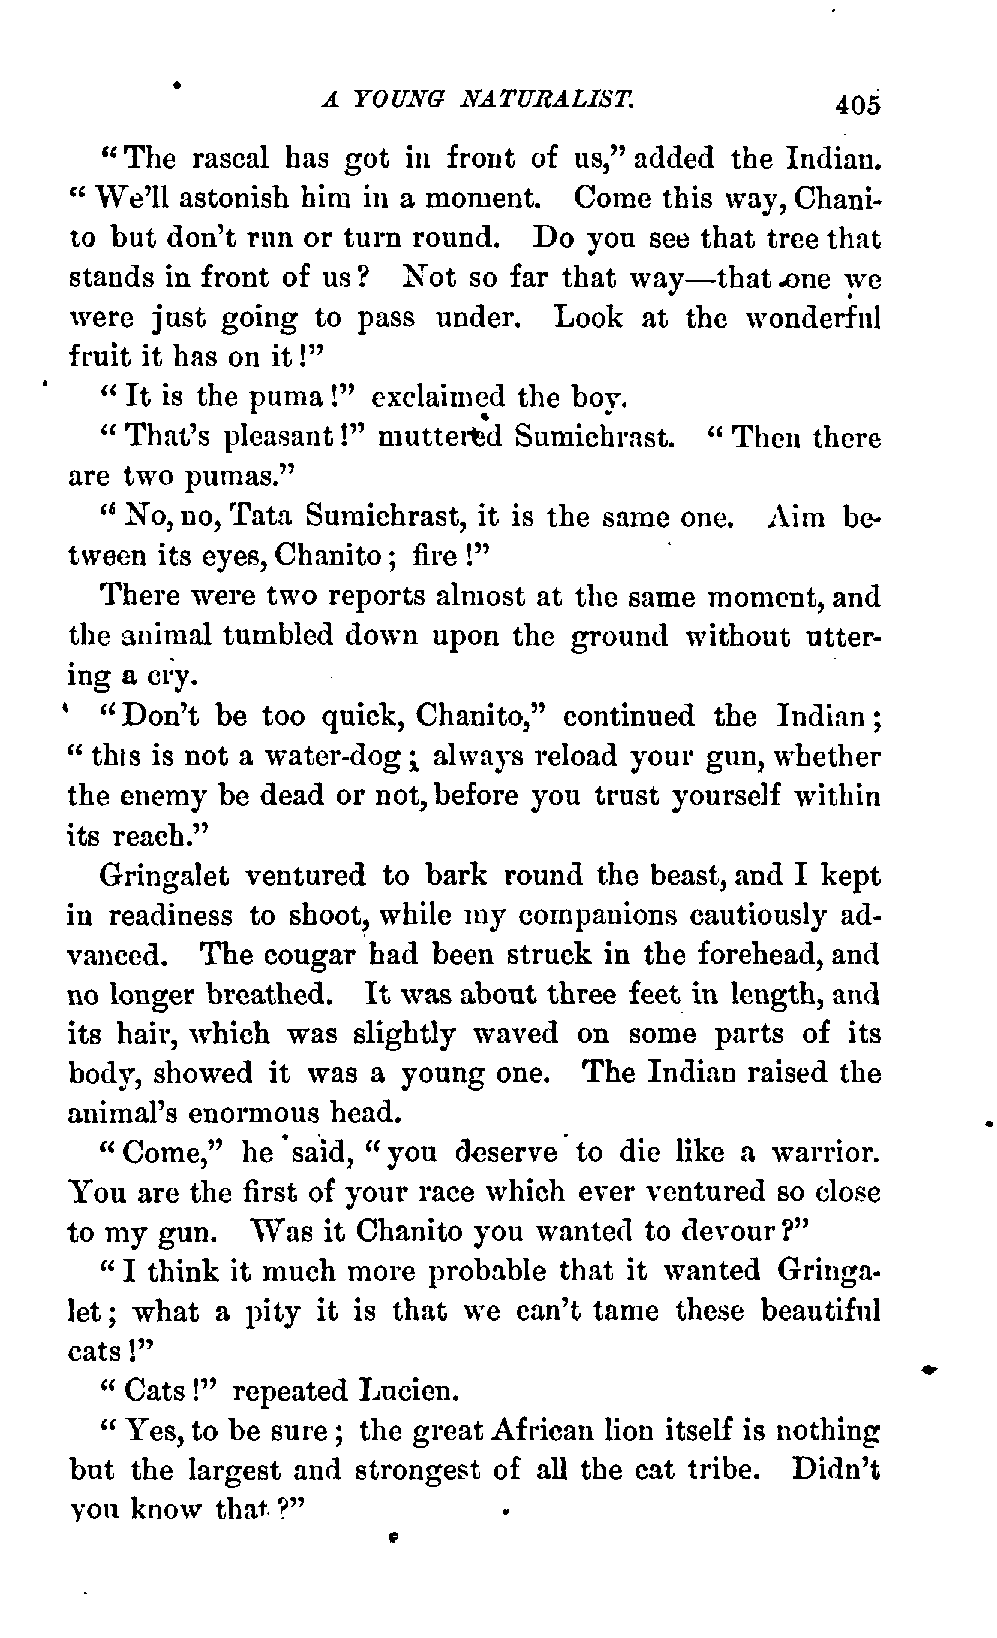 A YOUNG NATURALIST. 405
"The rascal has got in front of us," added the Indian.
"We'll astonish him in a moment. Come this way, Chani-
to but don't run or turn round. Do you see that tree that
stands in front of us? Not so far that way—that one we
were just going to pass under. Look at the wonderful
fruit it has on it!"
"It is the puma!" exclaimed the boy.
"That's pleasant!" muttered Sumichrast. "Then there
are two pumas."
"No, no, Tata Sumichrast, it is the same one. Aim be-
tween its eyes, Chanito; fire!"
There were two reports almost at the same moment, and
the animal tumbled down upon the ground without utter-
ing a cry.
"Don't be too quick, Chanito," continued the Indian;
"this is not a water-dog; always reload your gun, whether
the enemy be dead or not, before you trust yourself within
its reach."
Gringalet ventured to bark round the beast, and I kept
in readiness to shoot, while my companions cautiously ad-
vanced. The cougar had been struck in the forehead, and
no longer breathed. It was about three feet in length, and
its hair, which was slightly waved on some parts of its
body, showed it was a young one. The Indian raised the
animal's enormous head.
"Come," he said, "you deserve to die like a warrior.
You are the first of your race which ever ventured so close
to my gun. Was it Chanito you wanted to devour?"
"I think it much more probable that it wanted Gringa-
let; what a pity it is that we can't tame these beautiful
cats!"
"Cats!" repeated Lucien.
"Yes, to be sure; the great African lion itself is nothing
but the largest and strongest of all the cat tribe. Didn't
you know that?"